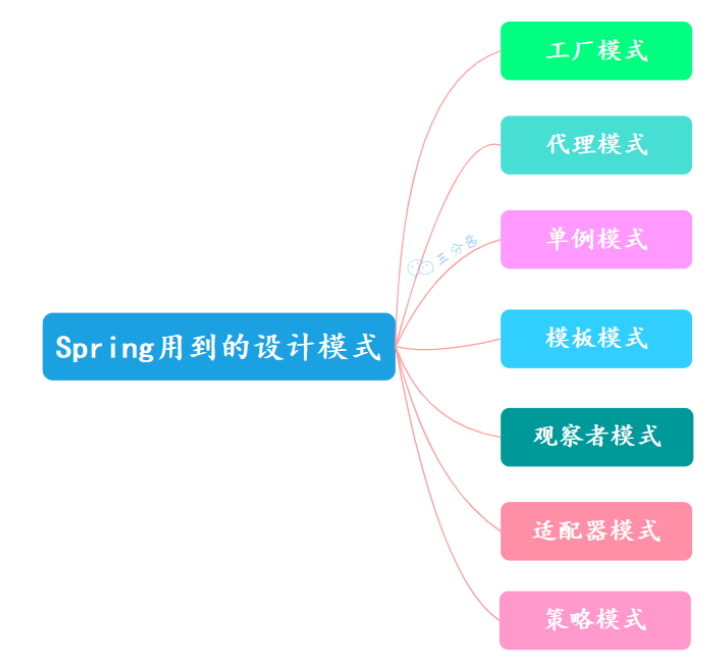 工厂模式
代理模式
单例模式
三分恶
Spring用到的设计模式
模板模式
观察者模式
适配器模式
策略模式